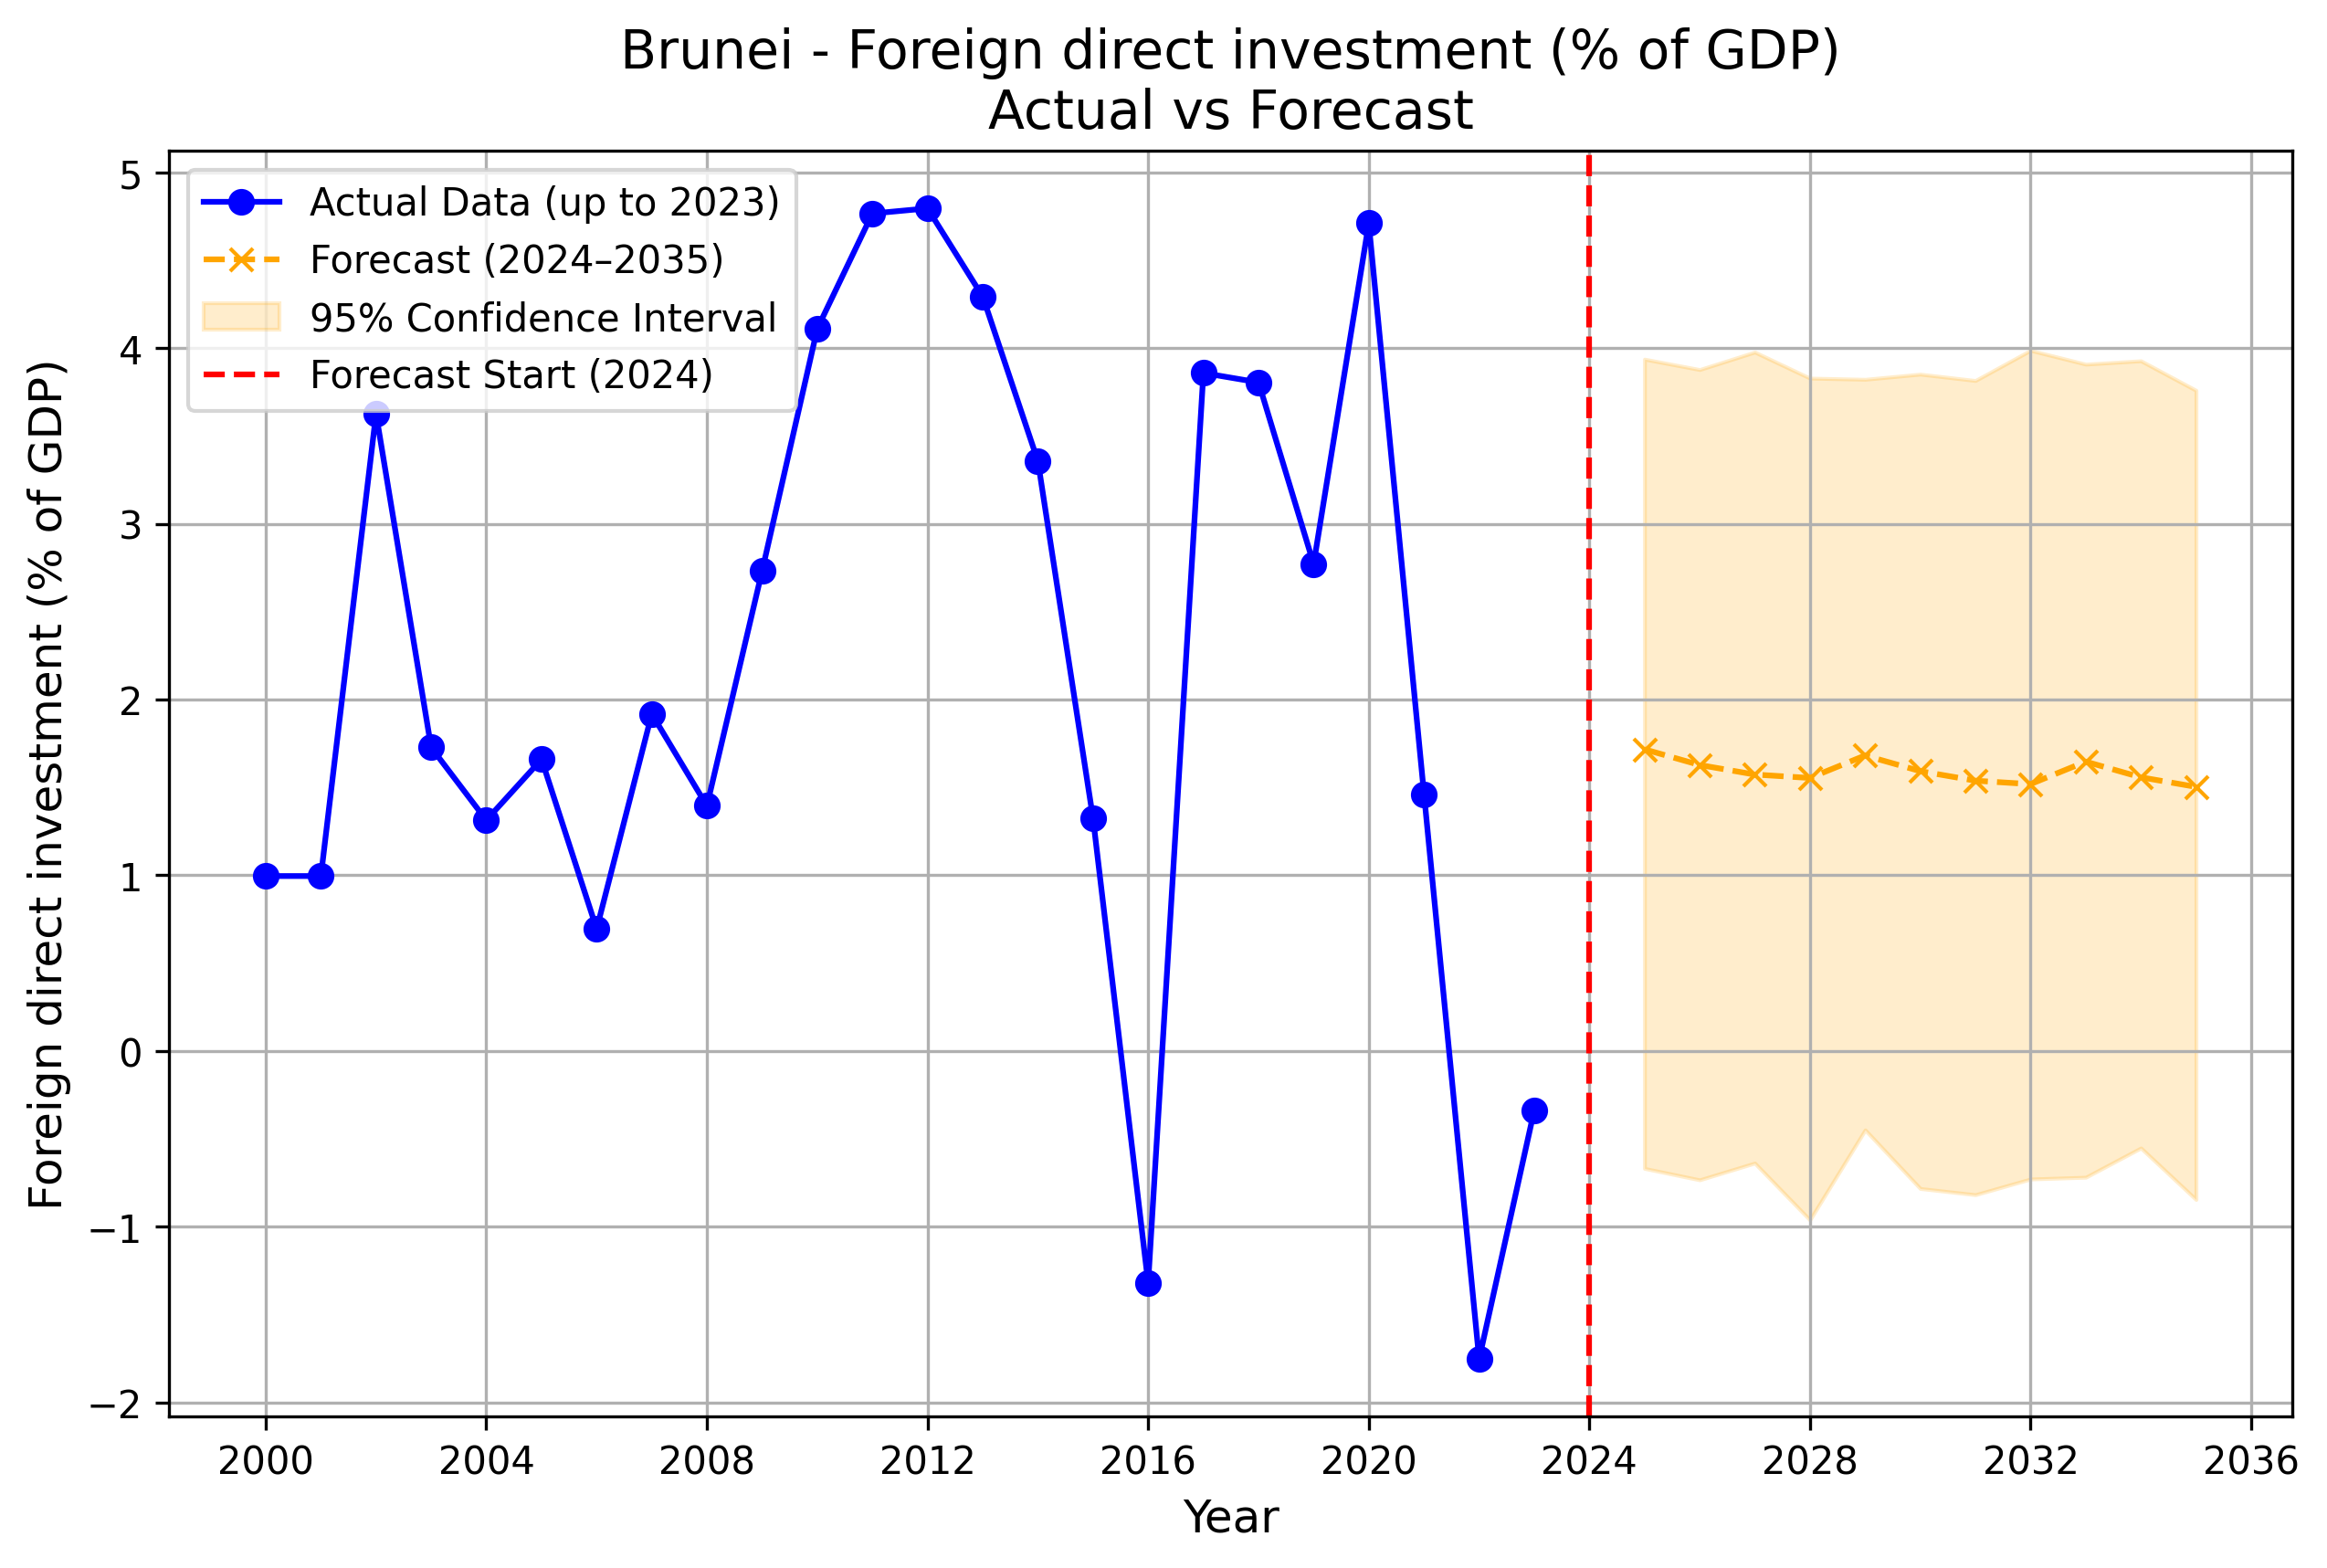 Brunei - Foreign direct investment (% of GDP)
Actual vs Forecast
Actual Data (up to 2023)
Forecast (2024–2035)
95% Confidence Interval
Forecast Start (2024)
Foreign direct investment (% of GDP)
5
4
3
2
1
0
−1
−2
2000 2004 2008 2012 2016 2020 2024 2028 2032 2036
Year